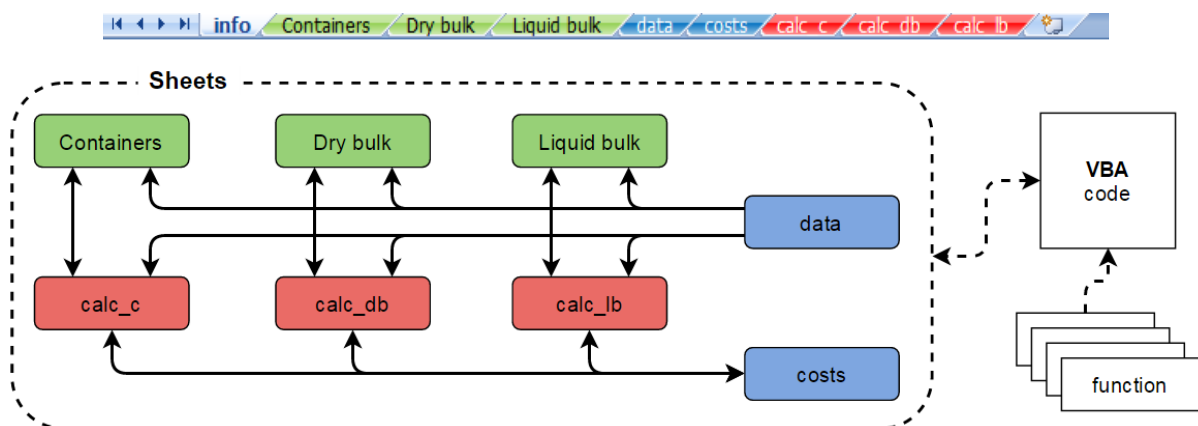 info Containers Dry bulk Liquid bulk data costs calc_c calc_db calc_lb
Sheets
Containers Dry bulk Liquid bulk
VBA
code
data
calc_c calc_db calc_lb
costs
function